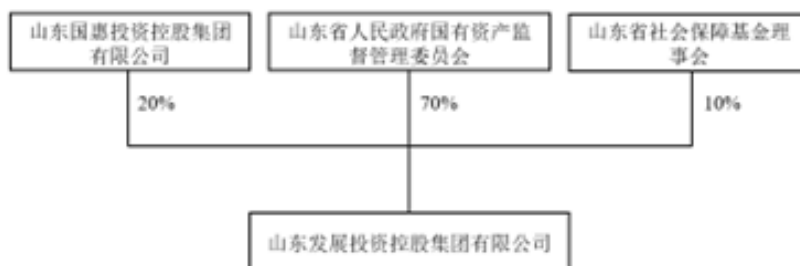 山东国惠投资控股集团
有限公司
山东省人民政府国有资产监
督管理委员会
山东省社会保障基金理
事会
20%
70%
10%
山东发展投资控股集团有限公司